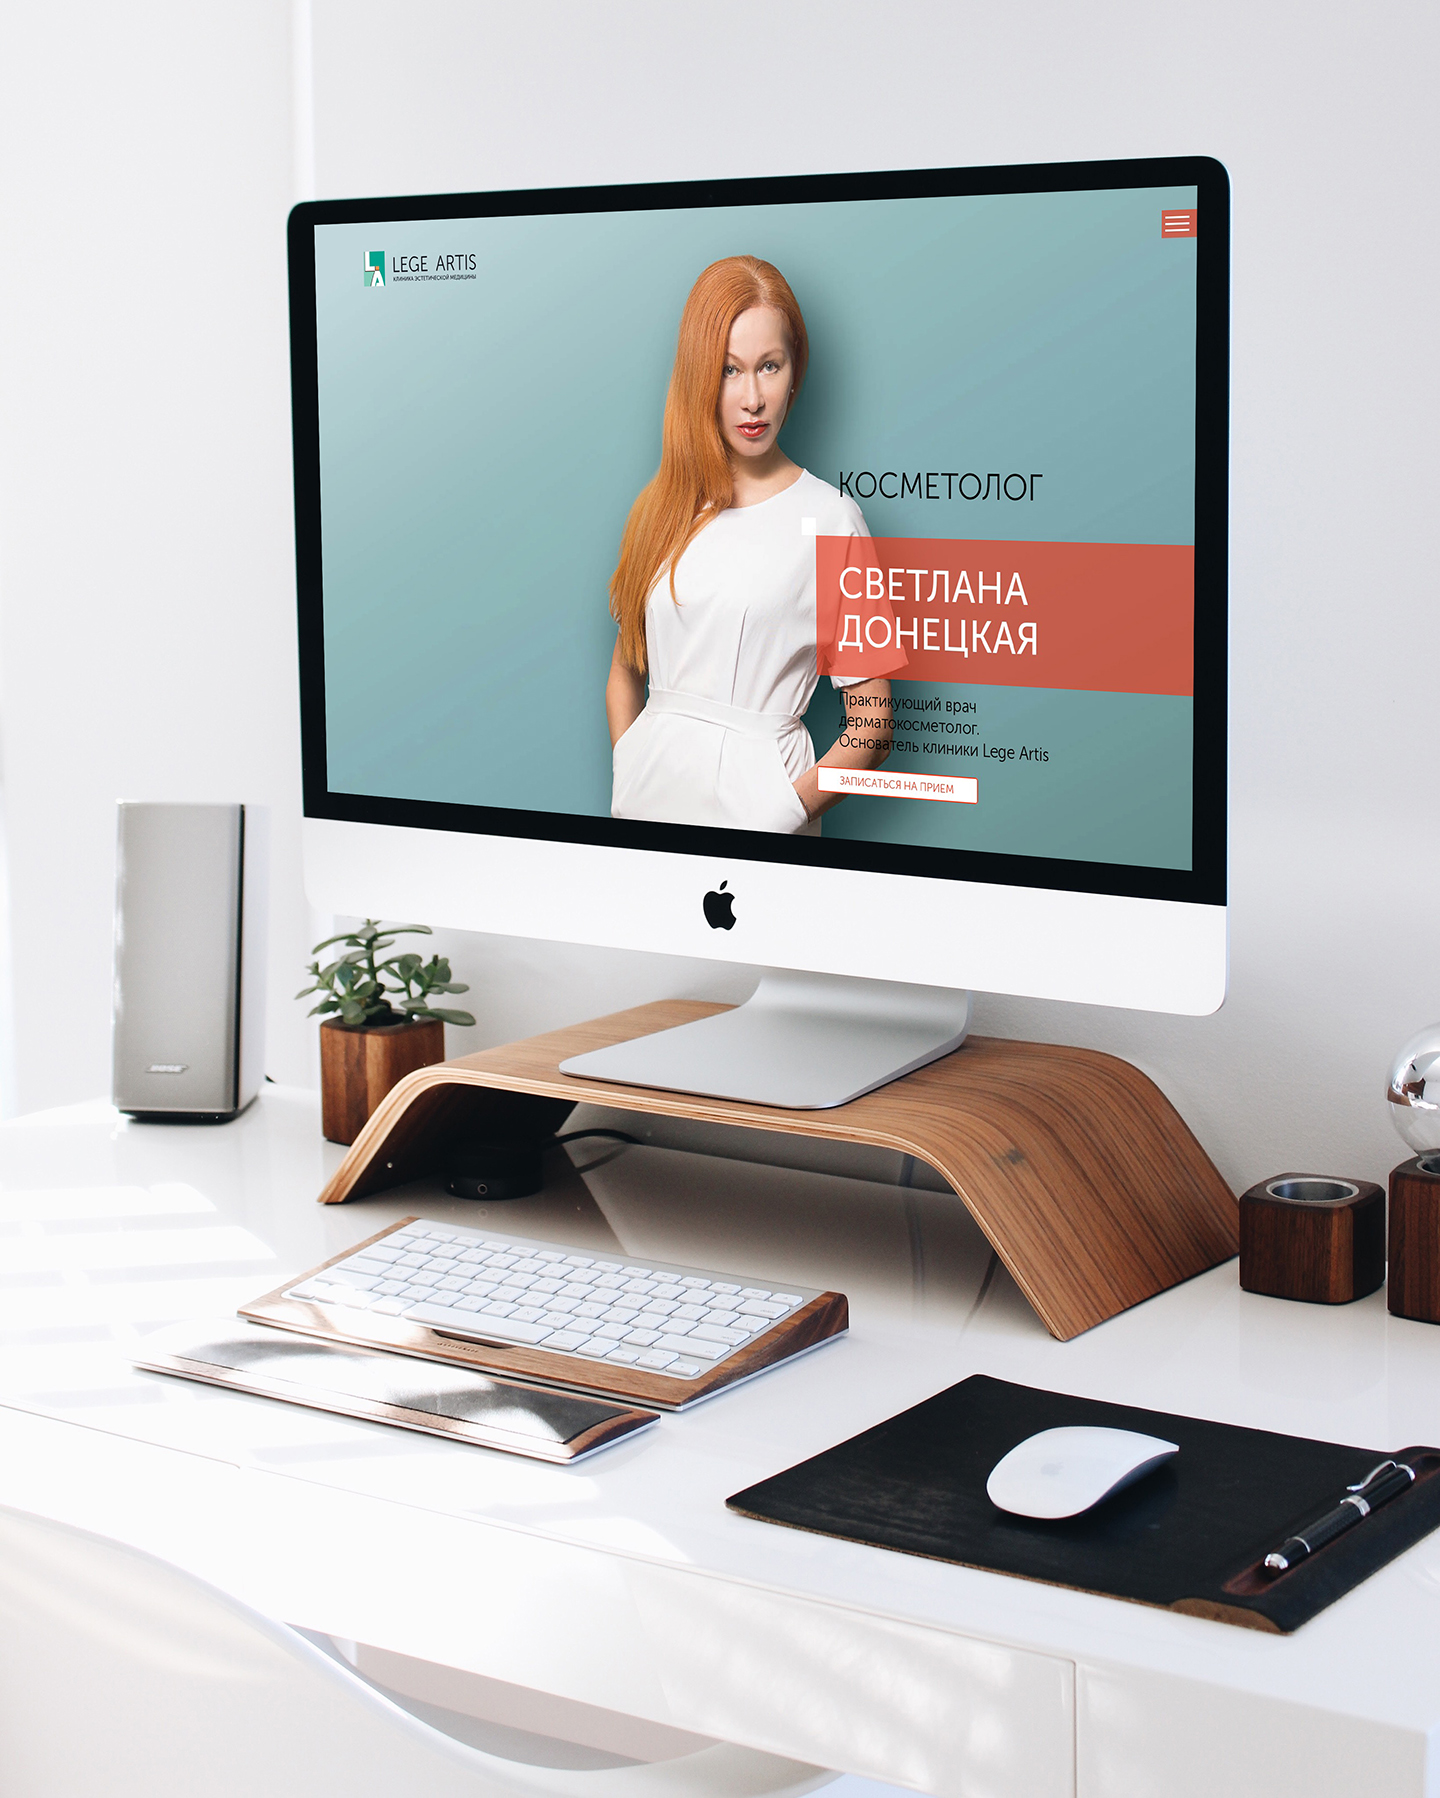 LA
LEGE ARTIS
КЛИНИКА ЭСТЕТИЧЕСКОЙ МЕДИЦИНЫ
КОСМЕТОЛОГ
СВЕТЛАНА
ДОНЕЦКАЯ
Практикующий врач
дерматокосметолог.
Основатель клиники Lege Artis
ЗАПИСАТЬСЯ НА ПРИЕМ
BOSE